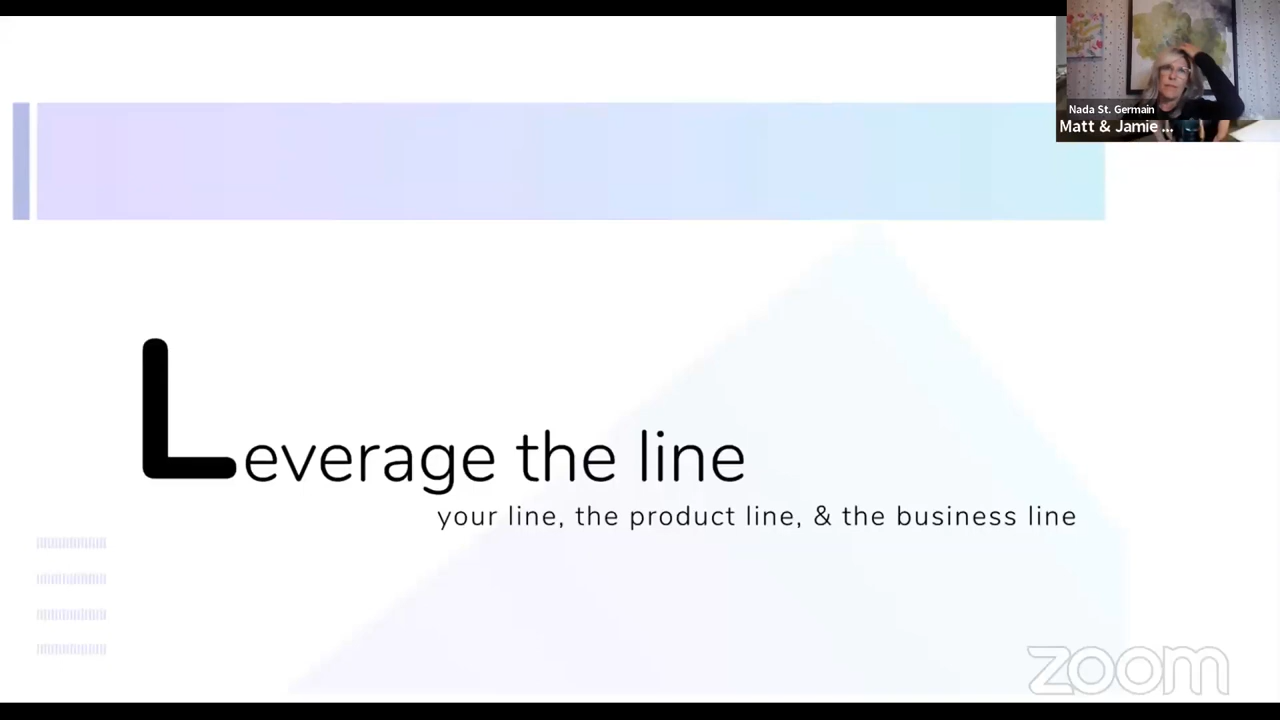 Nada St. Germain
Matt & Jamie ...
Leverage the line
your line, the product line, & the business line
zoom